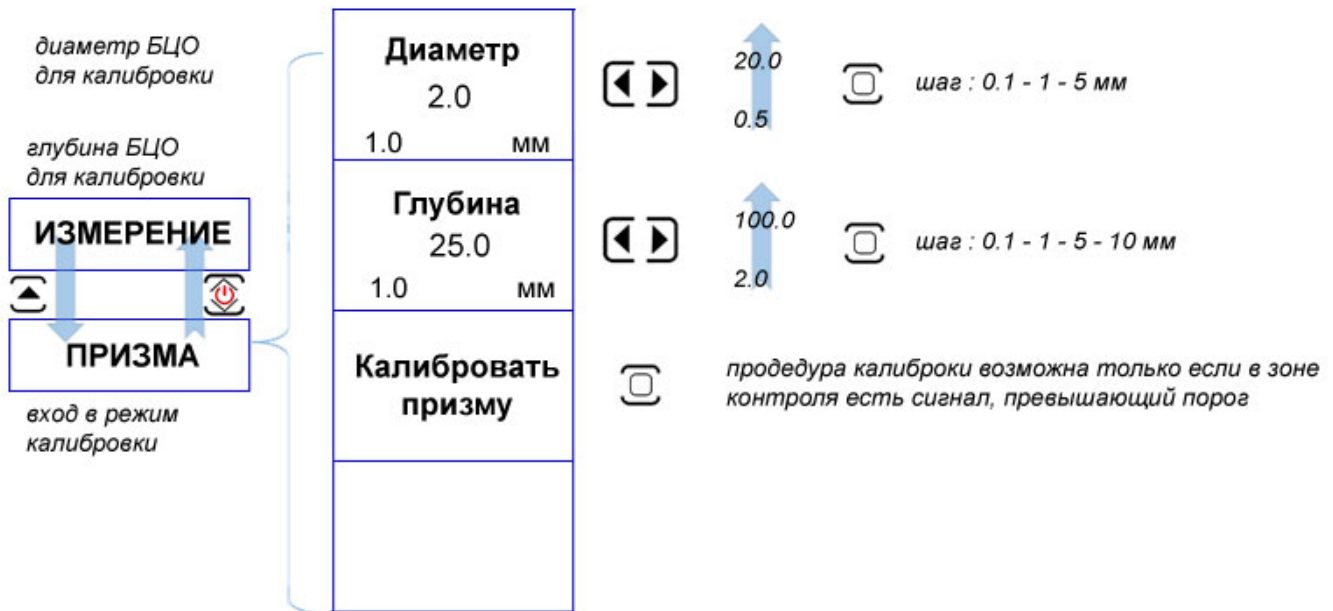 диаметр БЦО
для калибровки
глубина БЦО
для калибровки
ИЗМЕРЕНИЕ
ПРИЗМА
вход в режим
калибровки
Диаметр
2.0
1.0 мм
20.0
0.5
шаг : 0.1 - 1 - 5 мм
Глубина
25.0
1.0 мм
100.0
2.0
шаг : 0.1 - 1 - 5 - 10 мм
Калибровать
призму
продедура калиброки возможна только если в зоне
контроля есть сигнал, превышающий порог